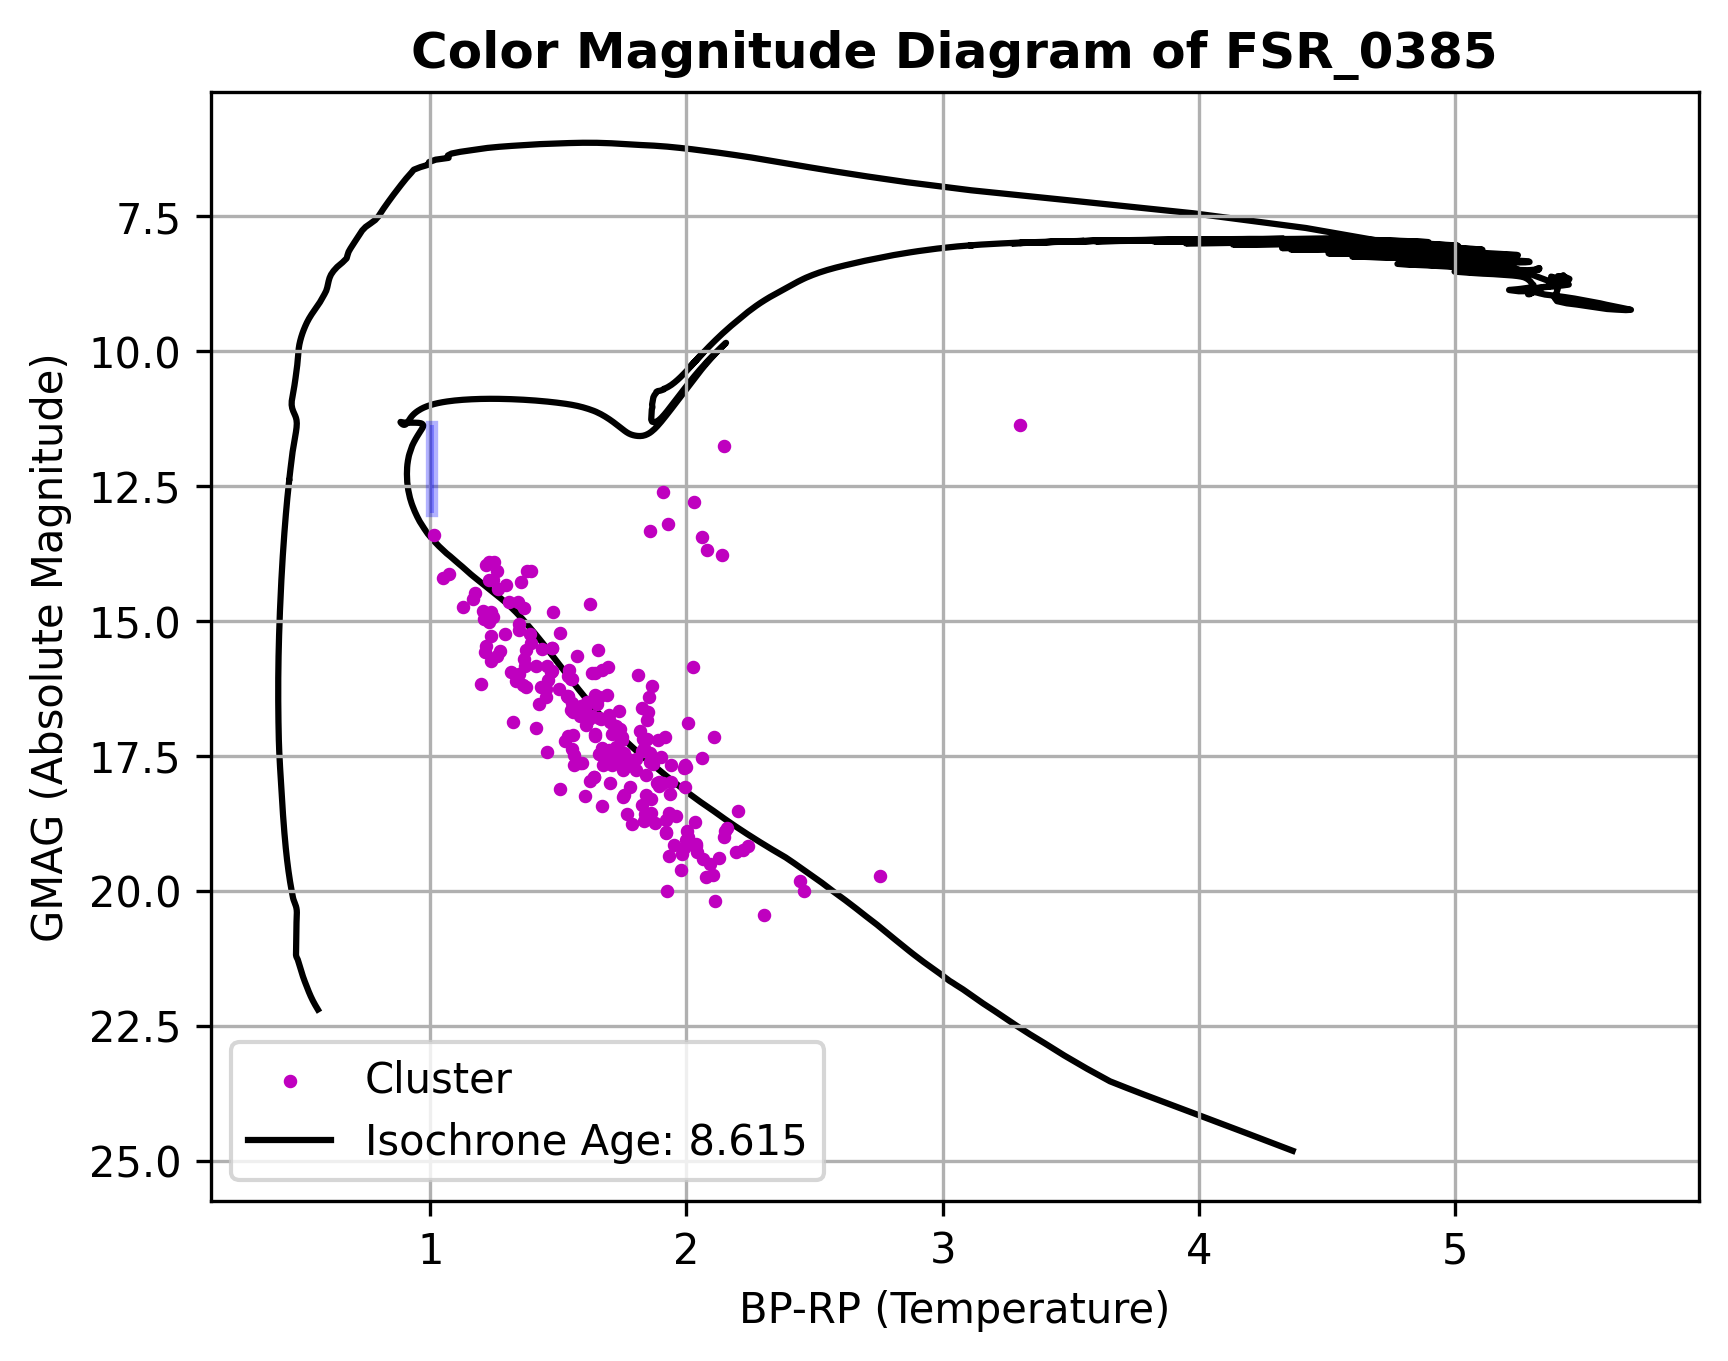 Color Magnitude Diagram of FSR_0385
GMAG (Absolute Magnitude)
7.5
10.0
12.5
15.0
17.5
20.0
22.5
25.0
Cluster
Isochrone Age: 8.615
1 2 3 4 5
BP-RP (Temperature)